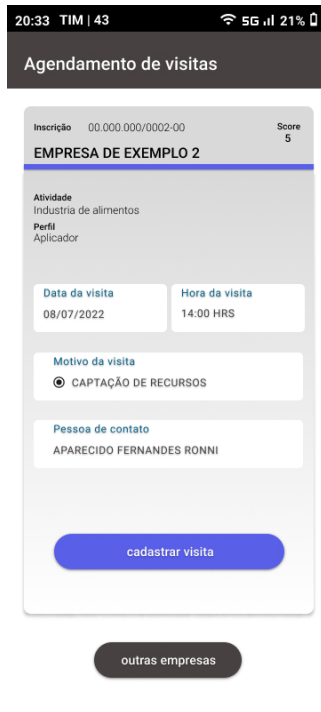 20:33 TIM | 43 5G 21%
Agendamento de visitas
Inscrição 00.000.000/0002-00 Score
5
EMPRESA DE EXEMPLO 2
Atividade
Industria de alimentos
Perfil
Aplicador
Data da visita Hora da visita
08/07/2022 14:00 HRS
Motivo da visita
CAPTAÇÃO DE RECURSOS
Pessoa de contato
APARECIDO FERNANDES RONNI
cadastrar visita
outras empresas